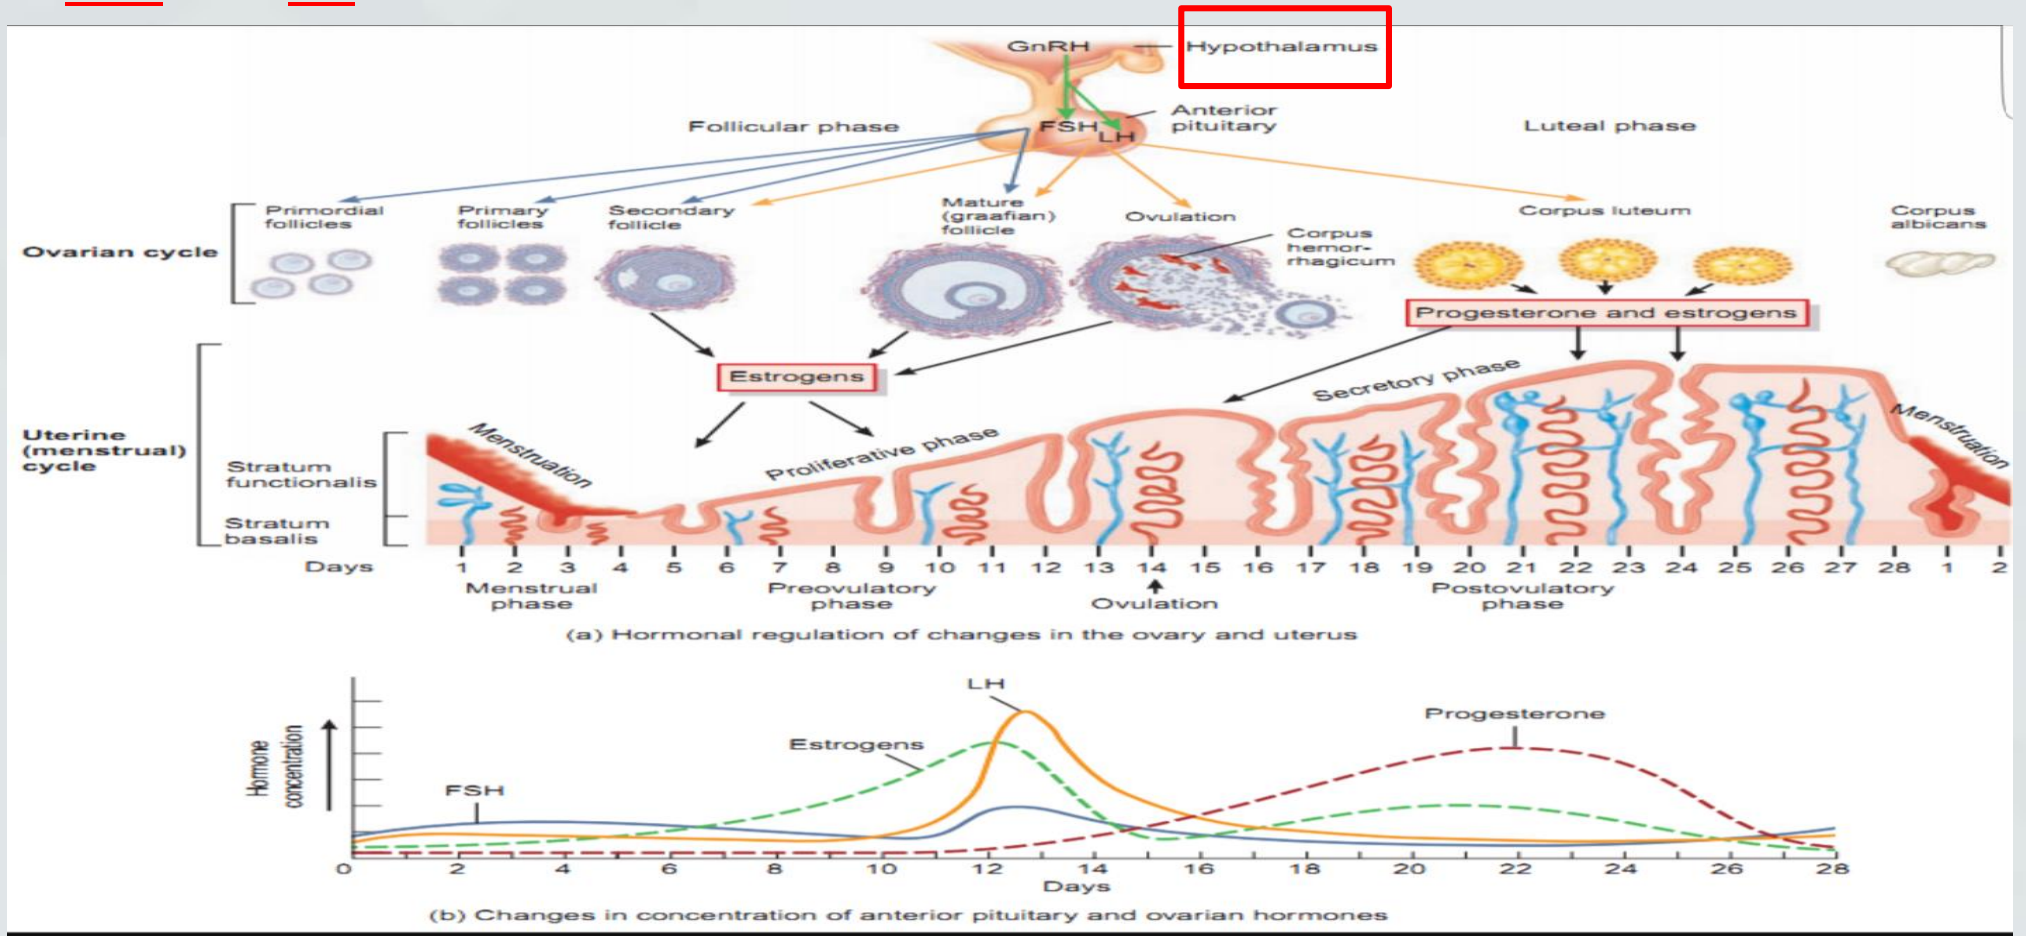 GnRH
Hypothalamus
Anterior
pituitary
FSH
LH
Follicular phase
Luteal phase
Ovarian cycle
Primordial
follicles
Primary
follicles
Secondary
follicle
Mature
(graafian)
follicle
Ovulation
Corpus
hemor-
rhagicum
Corpus luteum
Corpus
albicans
Progesterone and estrogens
Estrogens
Uterine
(menstrual)
cycle
Stratum
functionalis
Stratum
basalis
Menstruation
Proliferative phase
Secretory phase
Menstruation
Days 1 2 3 4 5 6 7 8 9 10 11 12 13 14 15 16 17 18 19 20 21 22 23 24 25 26 27 28 1 2
Menstrual
phase
Preovulatory
phase
Ovulation
Postovulatory
phase
(a) Hormonal regulation of changes in the ovary and uterus
Hormone
concentration
FSH
Estrogens
LH
Progesterone
0 2 4 6 8 10 12 14 16 18 20 22 24 26 28
Days
(b) Changes in concentration of anterior pituitary and ovarian hormones